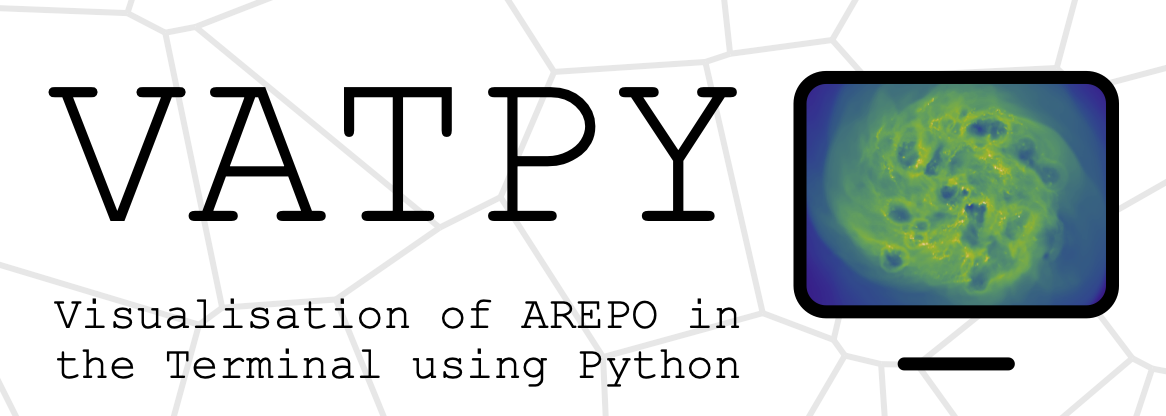 VATPY
Visualisation of AREPO in
the Terminal using Python